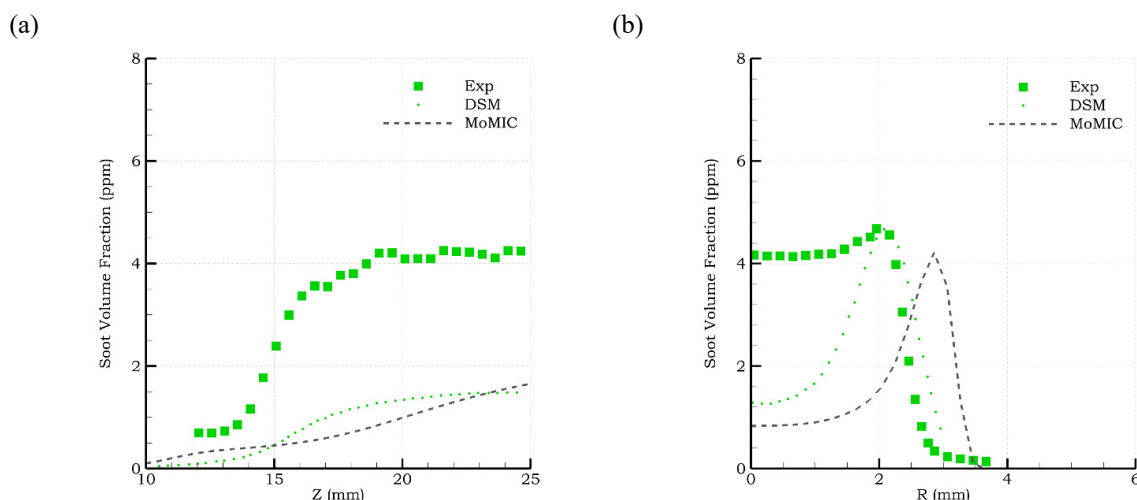 (a)
(b)
8
6
4
2
0
Soot Volume Fraction (ppm)
Exp
DSM
MoMIC
10
15
20
25
Z (mm)
8
6
4
2
0
Soot Volume Fraction (ppm)
Exp
DSM
MoMIC
0
2
4
6
R (mm)